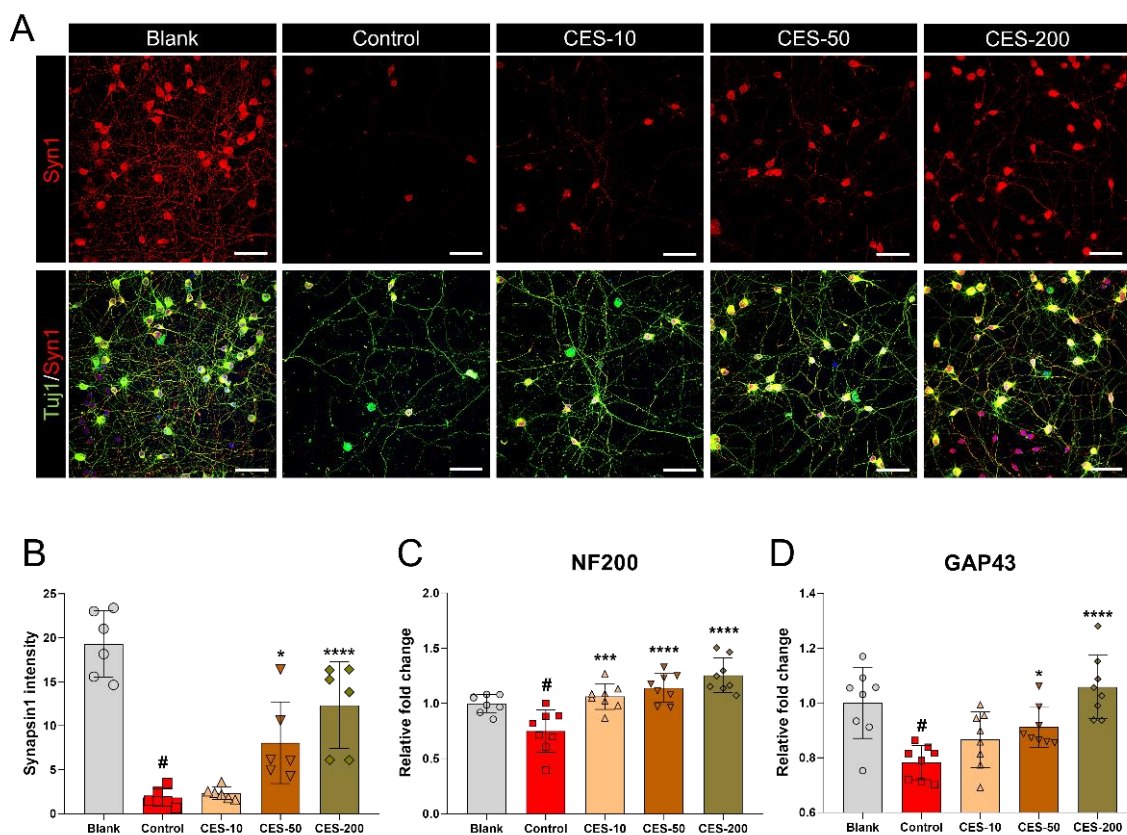 A
Blank Control CES-10 CES-50 CES-200
Syn1
Tuj1/Syn1
B
Synapsin1 intensity
25
20
15
10
5
0
#
*
****
Blank Control CES-10 CES-50 CES-200
C
NF200
Relative fold change
2.0
1.5
1.0
0.5
0.0
#
***
****
****
Blank Control CES-10 CES-50 CES-200
D
GAP43
Relative fold change
1.4
1.2
1.0
0.8
0.6
#
*
****
Blank Control CES-10 CES-50 CES-200